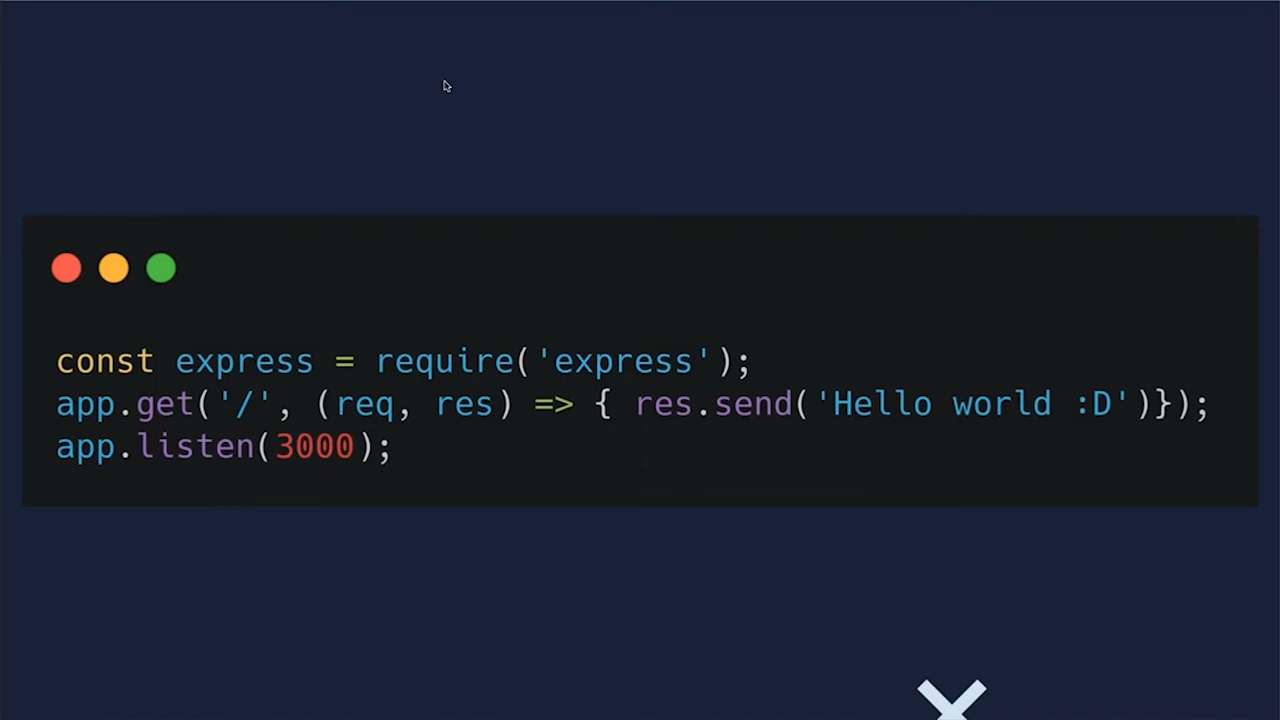 const express = require('express');
app.get('/', (req, res) => { res.send('Hello world :D')});
app.listen(3000);